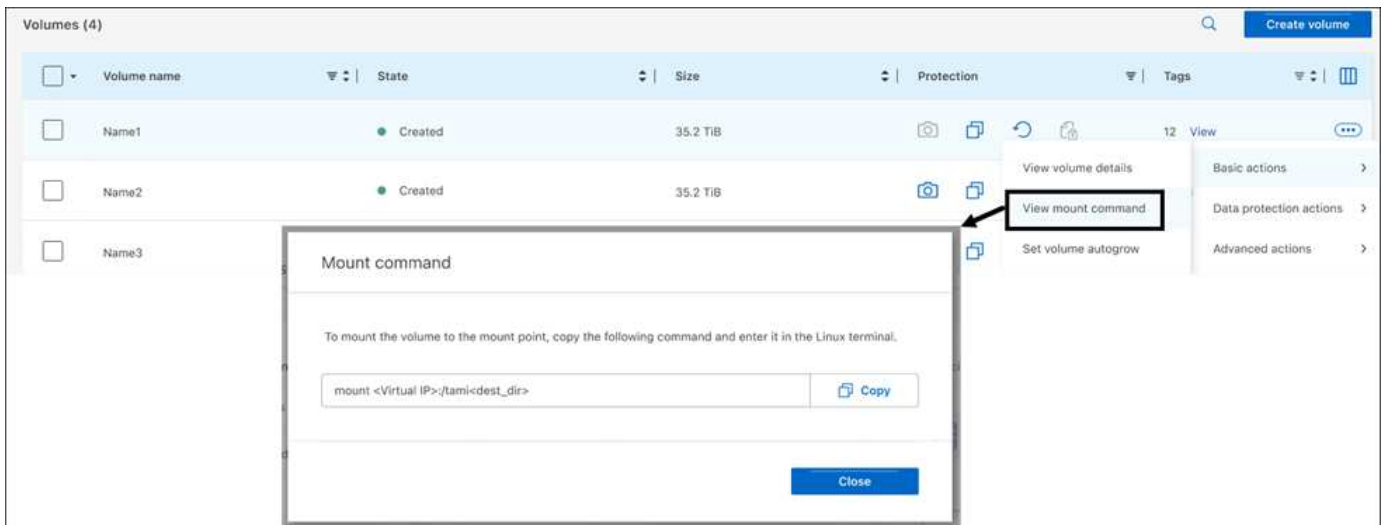 Volumes (4)
Create volume
Volume name State Size Protection Tags
Name1 Created 35.2 TiB 12 View
View volume details Basic actions
Name2 Created 35.2 TiB
View mount command Data protection actions
Name3 Set volume autogrow Advanced actions
Mount command
To mount the volume to the mount point, copy the following command and enter it in the Linux terminal.
mount <Virtual IP>:/tami<dest_dir> Copy
Close